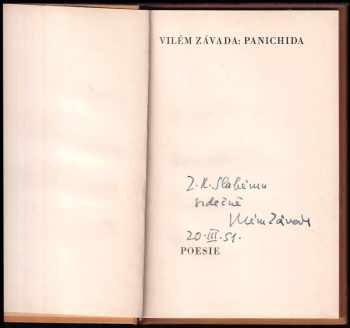 VILÉM ZÁVADA: PANICHIDA
Z. K. Slabému
srdečně
Vilém Závada
20. III. 51.
POESIE